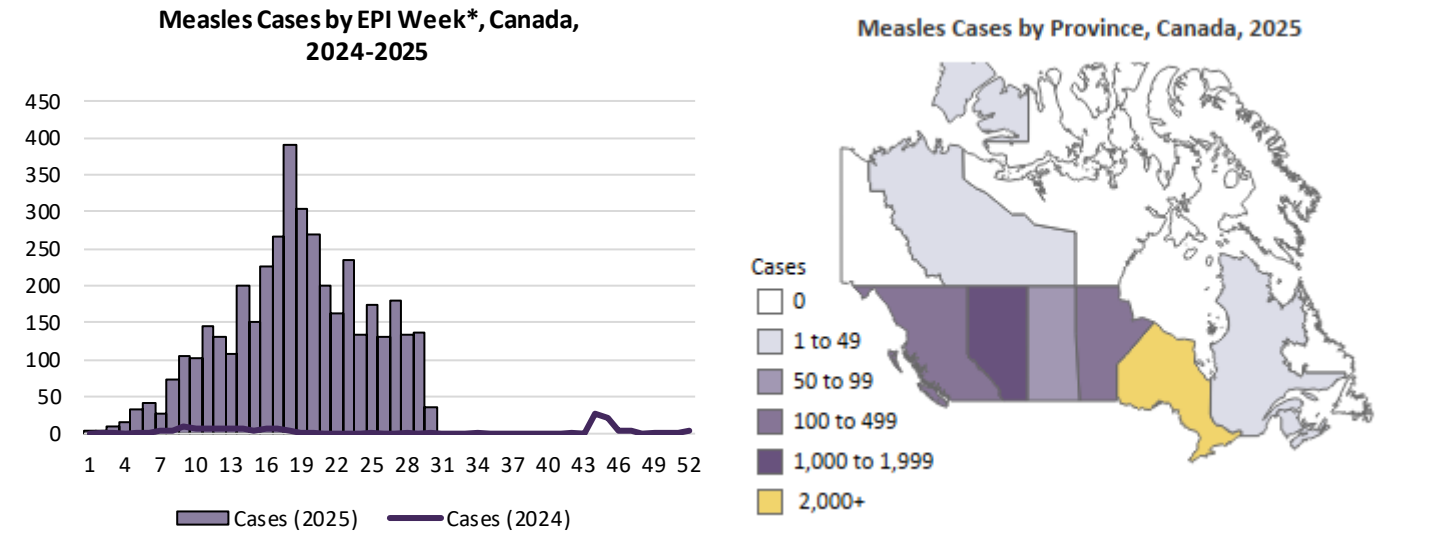 Measles Cases by EPI Week*, Canada,
2024-2025
450
400
350
300
250
200
150
100
50
0
1 4 7 10 13 16 19 22 25 28 31 34 37 40 43 46 49 52
Cases (2025) Cases (2024)
Measles Cases by Province, Canada, 2025
Cases
0
1 to 49
50 to 99
100 to 499
1,000 to 1,999
2,000+